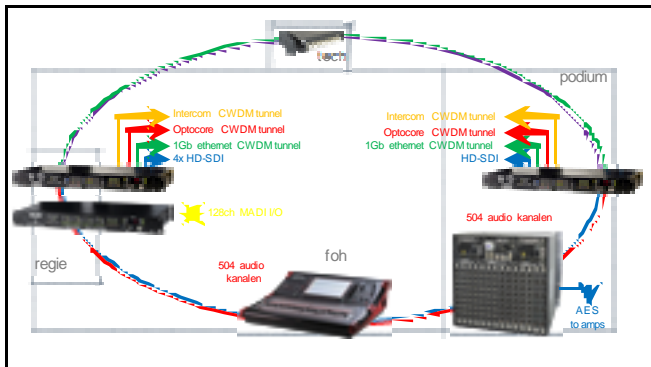 tech
podium
Intercom CWDM tunnel
Optocore CWDM tunnel
1Gb ethernet CWDM tunnel
4x HD-SDI
Intercom CWDM tunnel
Optocore CWDM tunnel
1Gb ethernet CWDM tunnel
HD-SDI
128ch MADI I/O
504 audio kanalen
regie
foh
504 audio
kanalen
AES
to amps